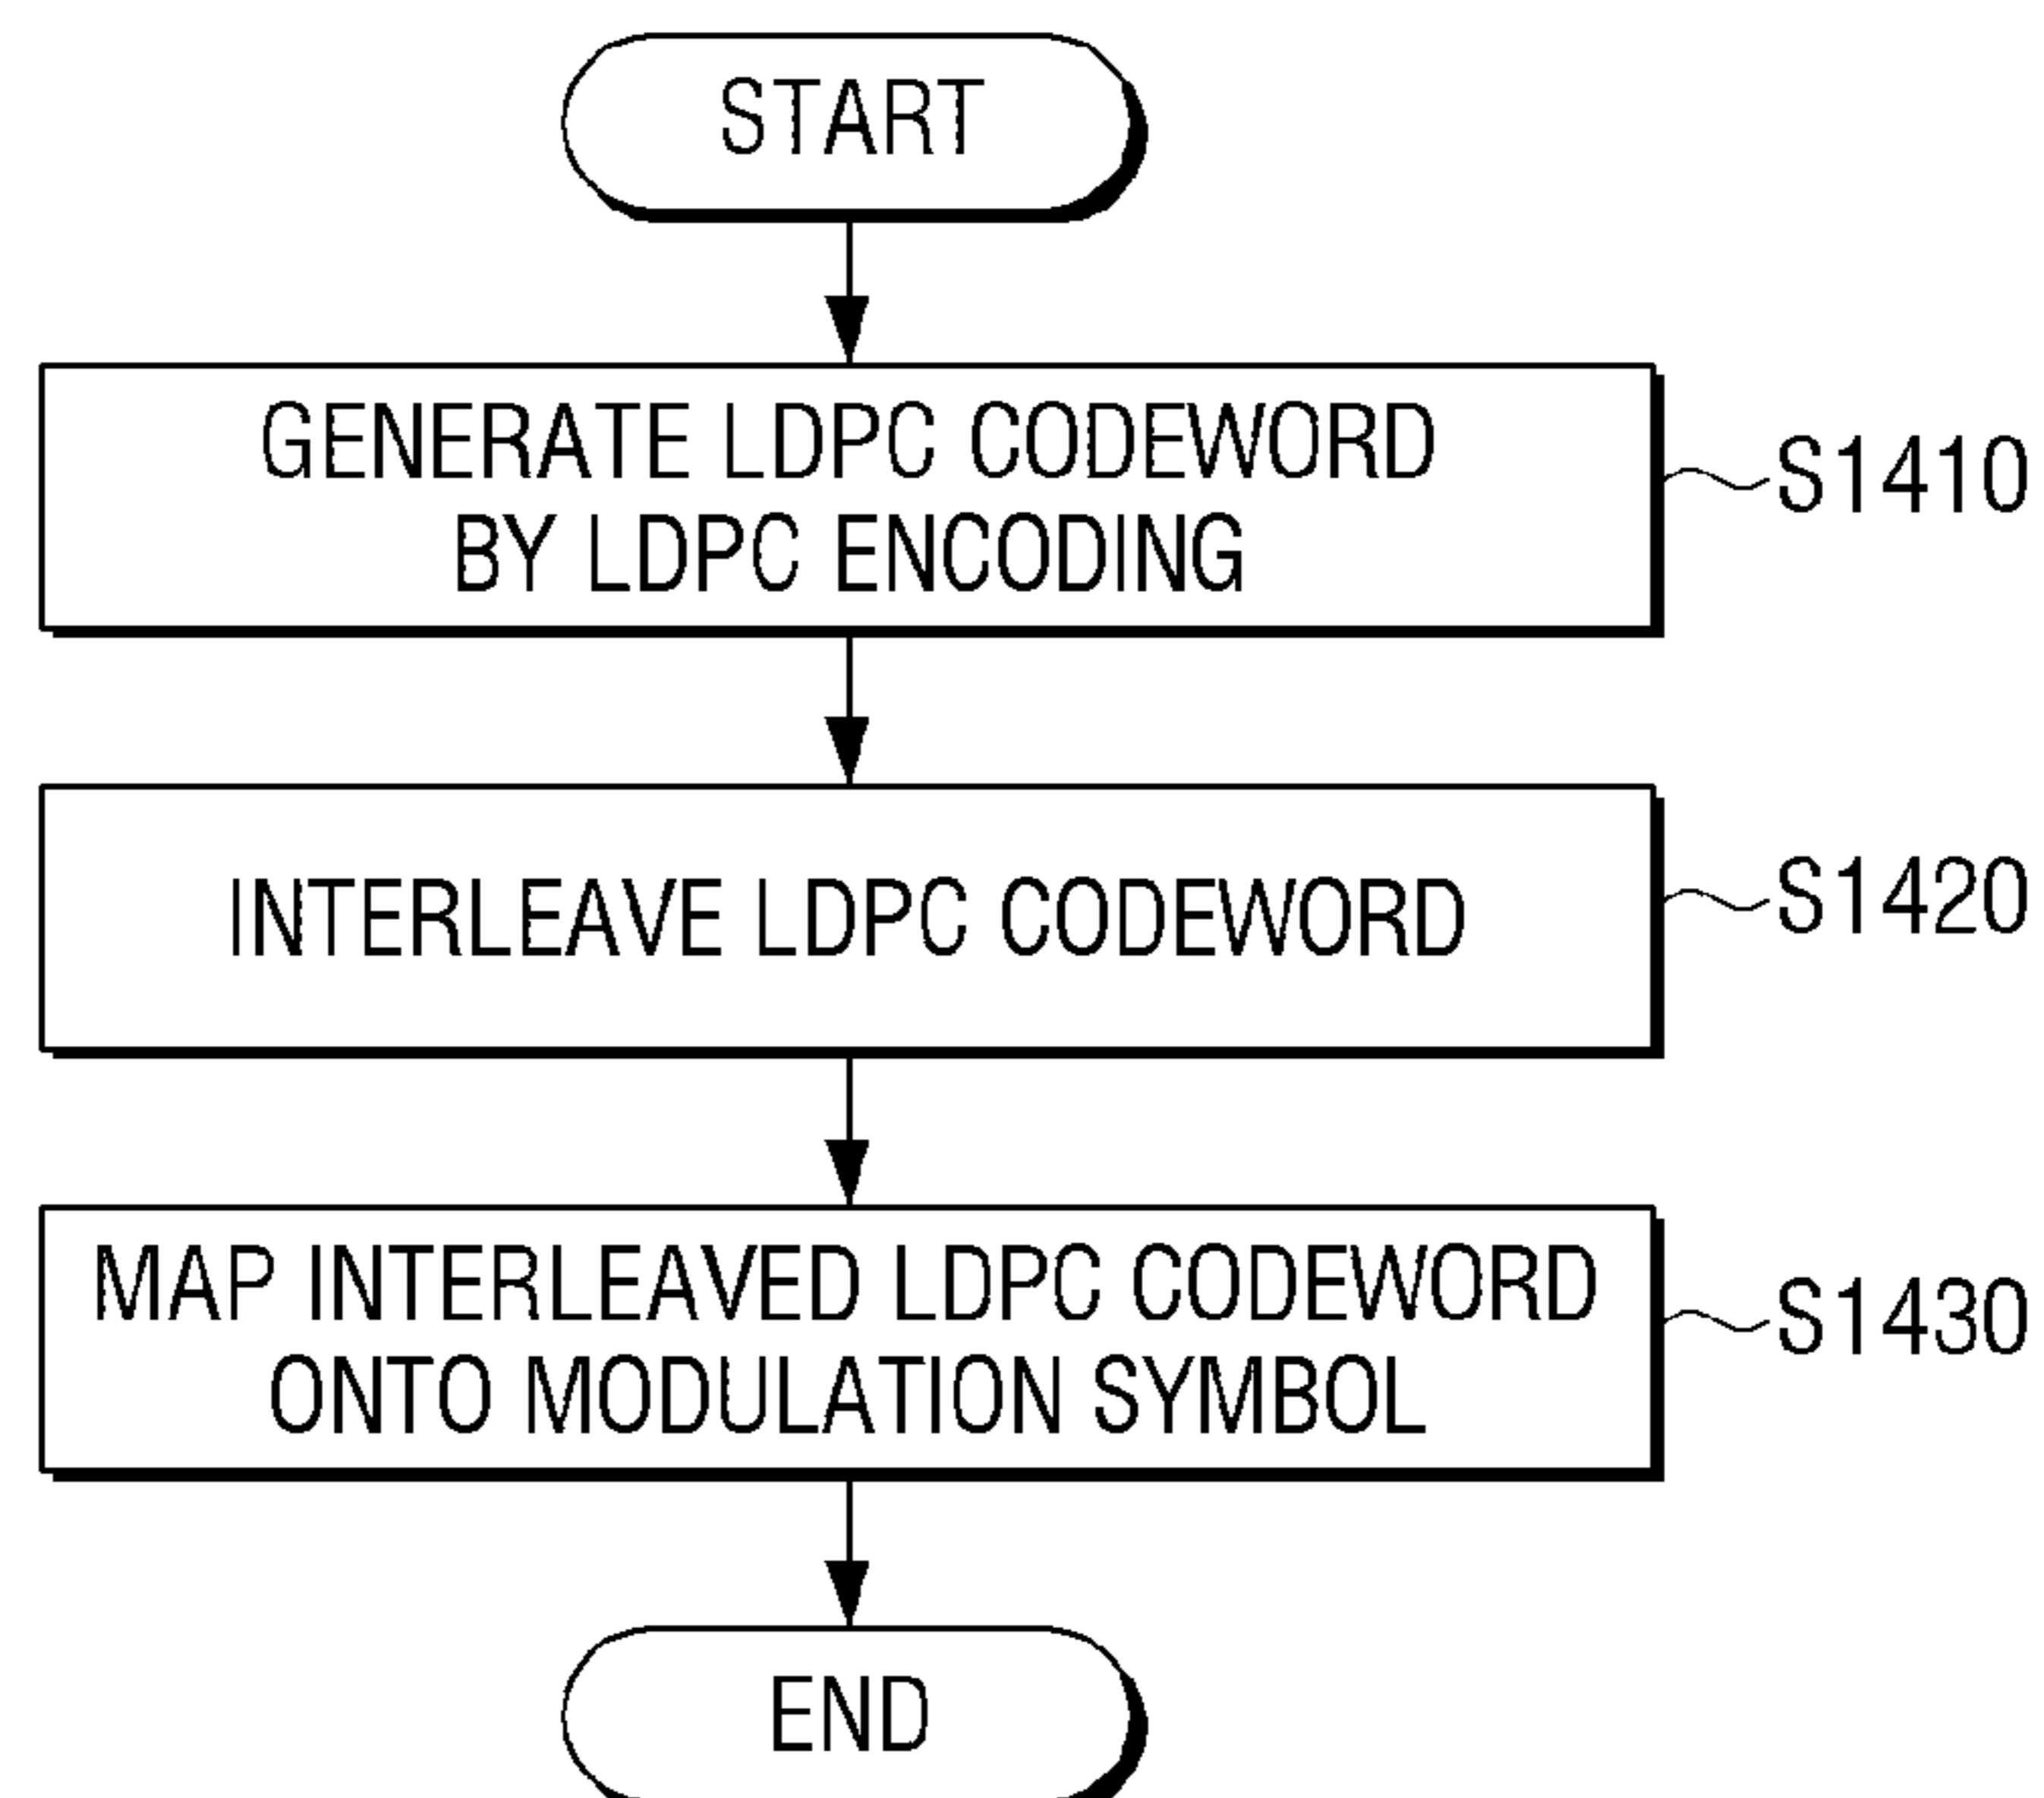 START
GENERATE LDPC CODEWORD
BY LDPC ENCODING
S1410
INTERLEAVE LDPC CODEWORD
S1420
MAP INTERLEAVED LDPC CODEWORD
ONTO MODULATION SYMBOL
S1430
END